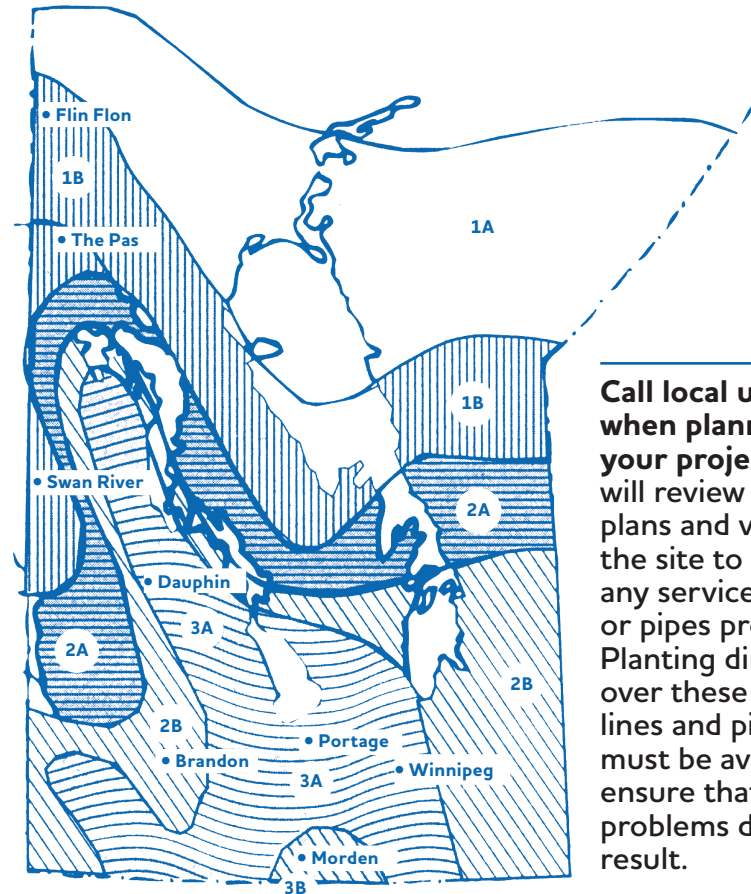 Flin Flon
1B
1A
The Pas
1B
Swan River
2A
Dauphin
3A
2A
2B
2B
Portage
Brandon
3A
Winnipeg
Morden
3B
Call local u
when plann
your proje
will review
plans and v
the site to
any service
or pipes pre
Planting di
over these
lines and pi
must be av
ensure that
problems d
result.